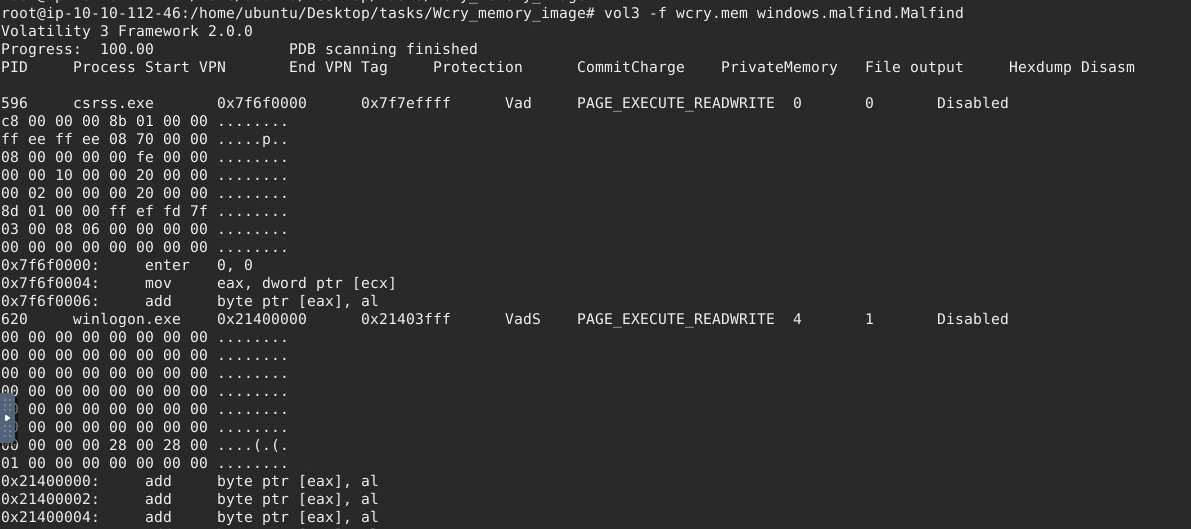 root@ip-10-10-112-46:/home/ubuntu/Desktop/tasks/Wcry_memory_image# vol3 -f wcry.mem windows.malfind.Malfind
Volatility 3 Framework 2.0.0
Progress:  100.00               PDB scanning finished
PID     Process Start VPN       End VPN Tag     Protection      CommitCharge    PrivateMemory   File output     Hexdump Disasm

596     csrss.exe       0x7f6f0000      0x7f7effff      Vad     PAGE_EXECUTE_READWRITE  0       0       Disabled
c8 00 00 00 8b 01 00 00 ........
ff ee ff ee 08 70 00 00 .....p..
08 00 00 00 00 fe 00 00 ........
00 00 10 00 00 20 00 00 ........
00 02 00 00 00 20 00 00 ........
8d 01 00 00 ff ef fd 7f ........
03 00 08 06 00 00 00 00 ........
00 00 00 00 00 00 00 00 ........
0x7f6f0000:     enter   0, 0
0x7f6f0004:     mov     eax, dword ptr [ecx]
0x7f6f0006:     add     byte ptr [eax], al
620     winlogon.exe    0x21400000      0x21403fff      VadS    PAGE_EXECUTE_READWRITE  4       1       Disabled
00 00 00 00 00 00 00 00 ........
00 00 00 00 00 00 00 00 ........
00 00 00 00 00 00 00 00 ........
00 00 00 00 00 00 00 00 ........
00 00 00 00 00 00 00 ........
00 00 00 00 00 00 00 ........
00 00 00 00 28 00 28 00 ....(.(.
01 00 00 00 00 00 00 00 ........
0x21400000:     add     byte ptr [eax], al
0x21400002:     add     byte ptr [eax], al
0x21400004:     add     byte ptr [eax], al